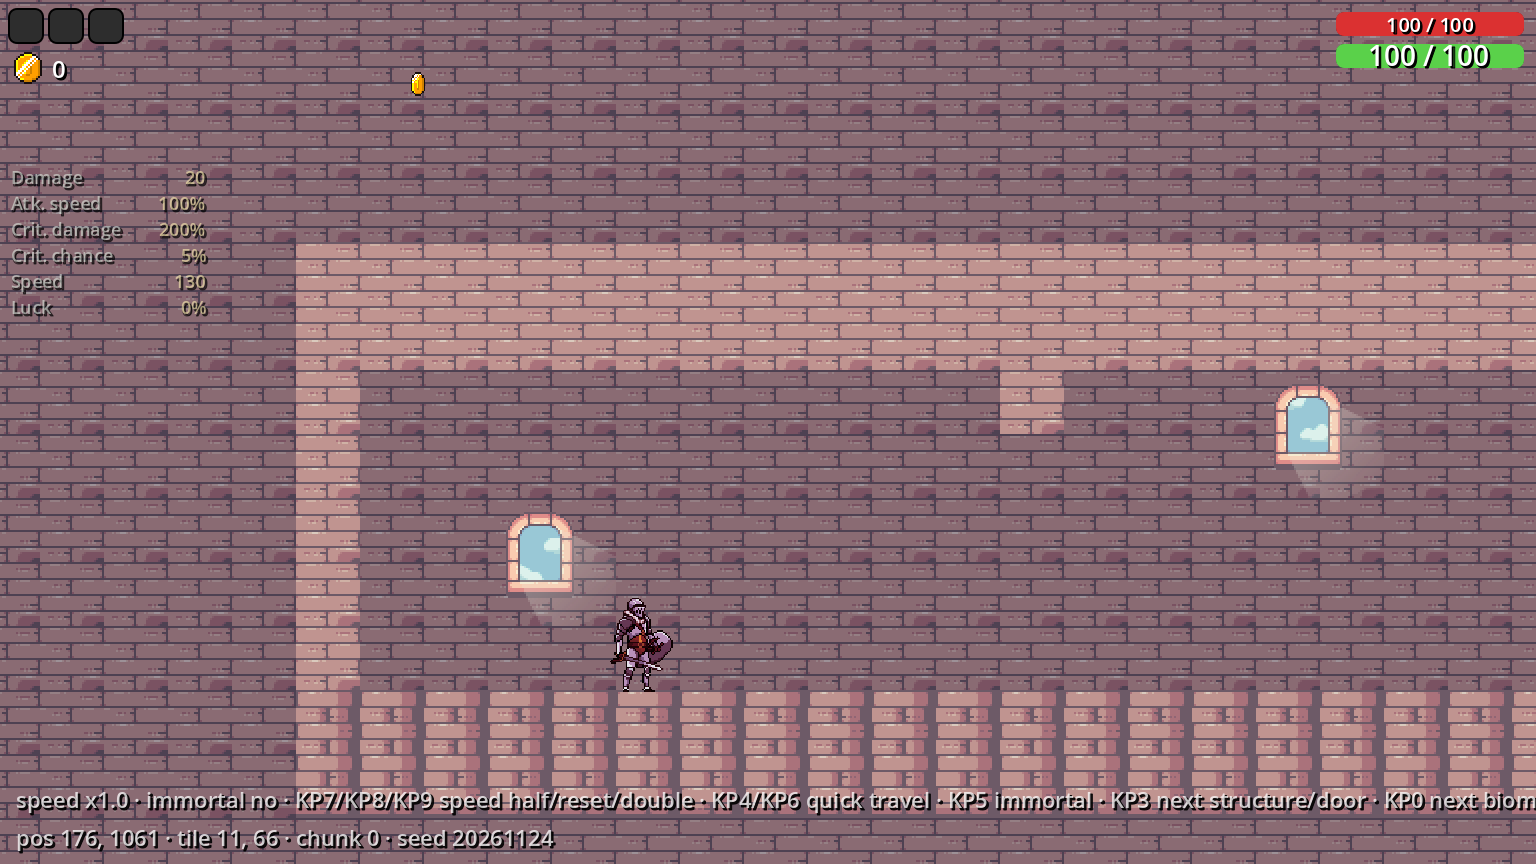 100 / 100
100 / 100
0
Damage 20
Atk. speed 100%
Crit. damage 200%
Crit. chance 5%
Speed 130
Luck 0%
speed x1.0 · immortal no · KP7/KP8/KP9 speed half/reset/double · KP4/KP6 quick travel · KP5 immortal · KP3 next structure/door · KP0 next biom
pos 176, 1061 · tile 11, 66 · chunk 0 · seed 20261124